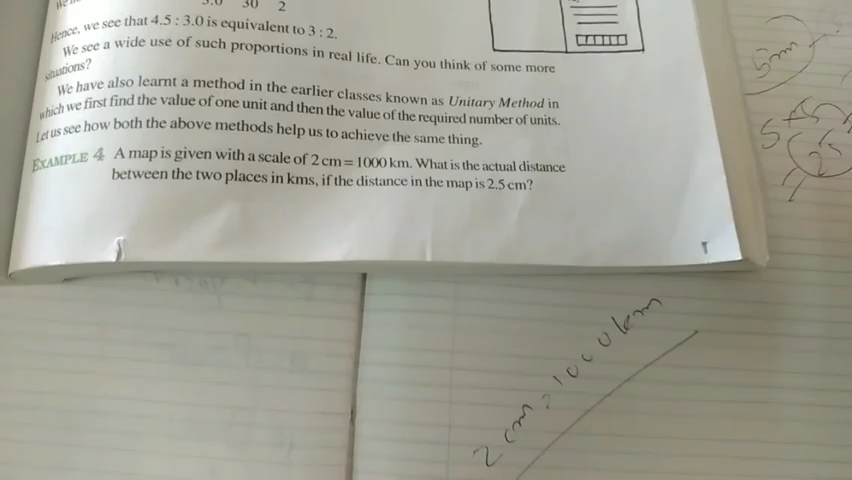 3.0 30 2
Hence, we see that 4.5 : 3.0 is equivalent to 3 : 2.
We see a wide use of such proportions in real life. Can you think of some more
situations?
We have also learnt a method in the earlier classes known as Unitary Method in
which we first find the value of one unit and then the value of the required number of units.
Let us see how both the above methods help us to achieve the same thing.
EXAMPLE 4 A map is given with a scale of 2 cm = 1000 km. What is the actual distance
between the two places in kms, if the distance in the map is 2.5 cm?
5m
2 cm = 1000 km